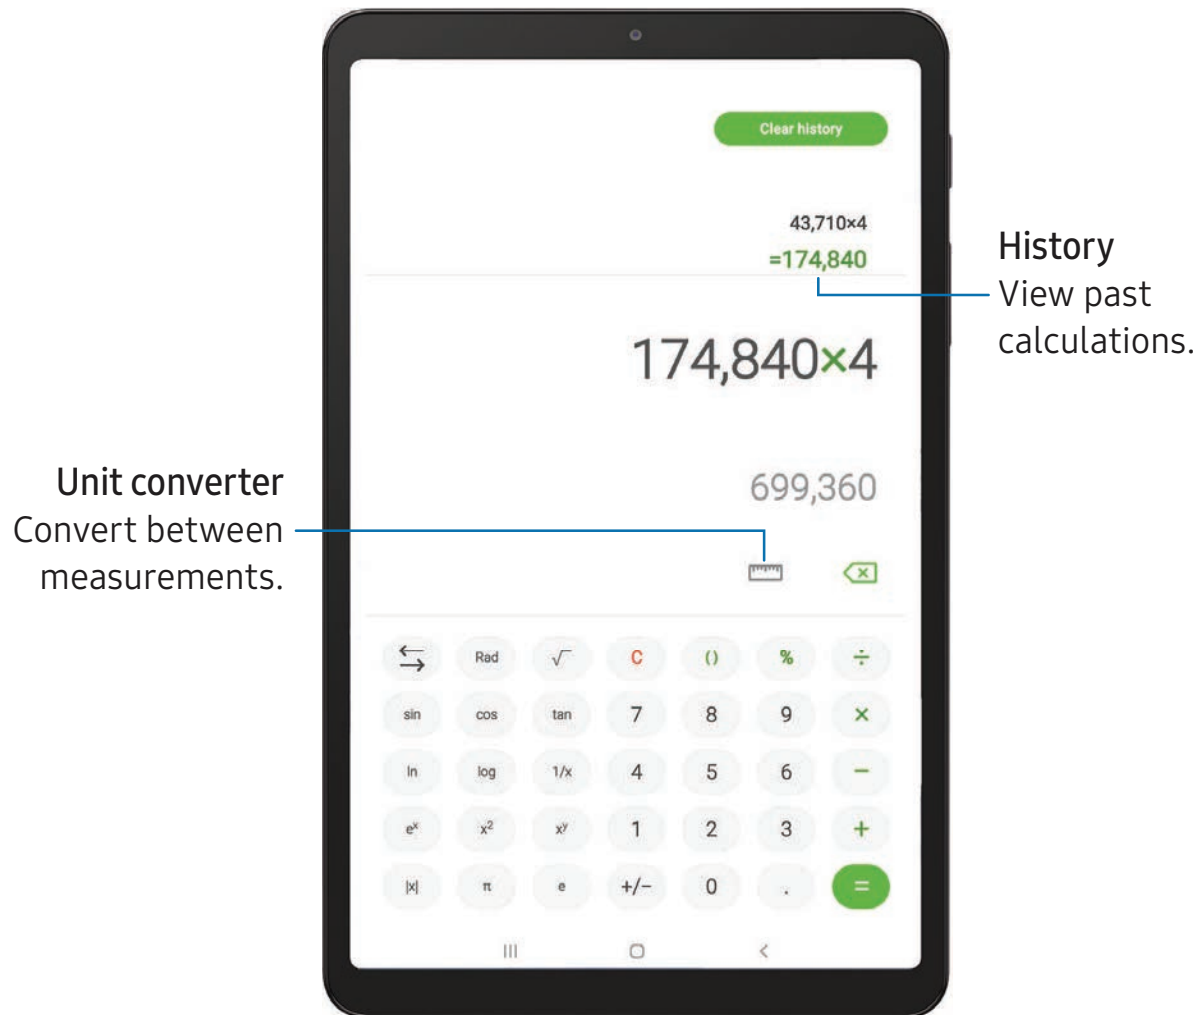 Clear history
43,710×4
=174,840
History
View past
calculations.
174,840×4
Unit converter
Convert between
measurements.
699,360
Rad √ C () % ÷
sin cos tan 7 8 9 ×
ln log 1/x 4 5 6 −
eˣ x² xʸ 1 2 3 +
|x| π e +/− 0 . =